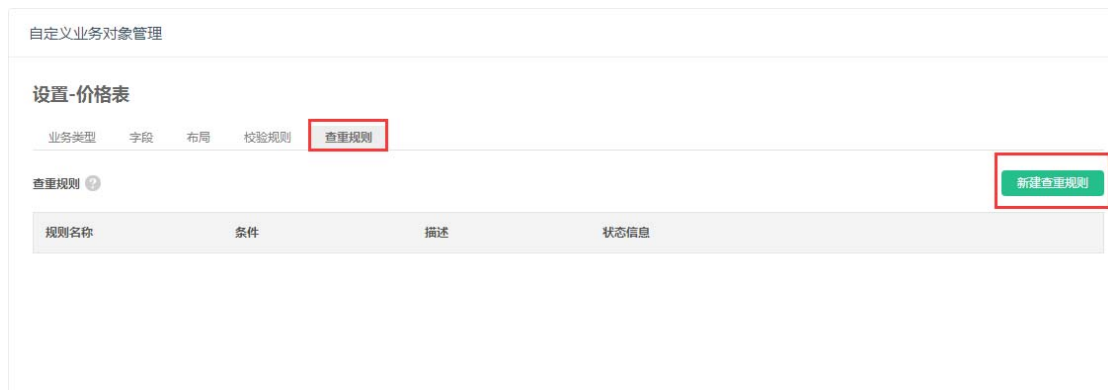 自定义业务对象管理
设置-价格表
业务类型 字段 布局 校验规则 查重规则
查重规则 ?
新建查重规则
规则名称 条件 描述 状态信息